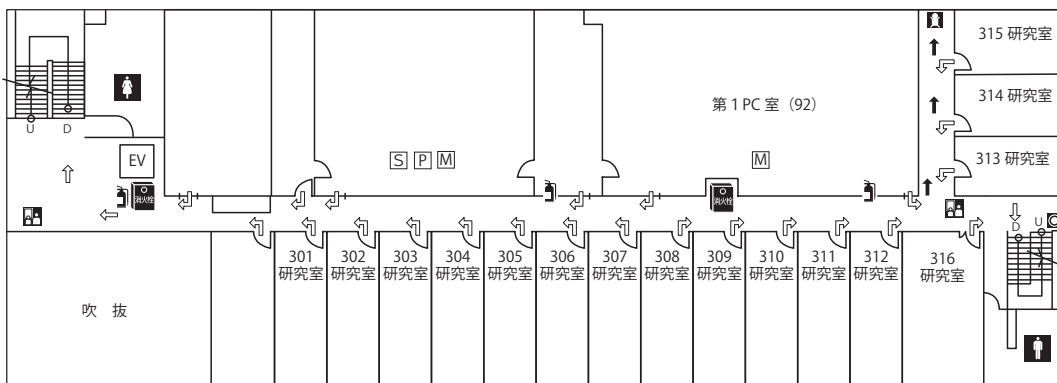 315 研究室
314 研究室
第 1 PC 室（92）
U
D
EV
S
P
M
M
313 研究室
消火栓
消火栓
D
U
301
研究室
302
研究室
303
研究室
304
研究室
305
研究室
306
研究室
307
研究室
308
研究室
309
研究室
310
研究室
311
研究室
312
研究室
316
研究室
吹 抜